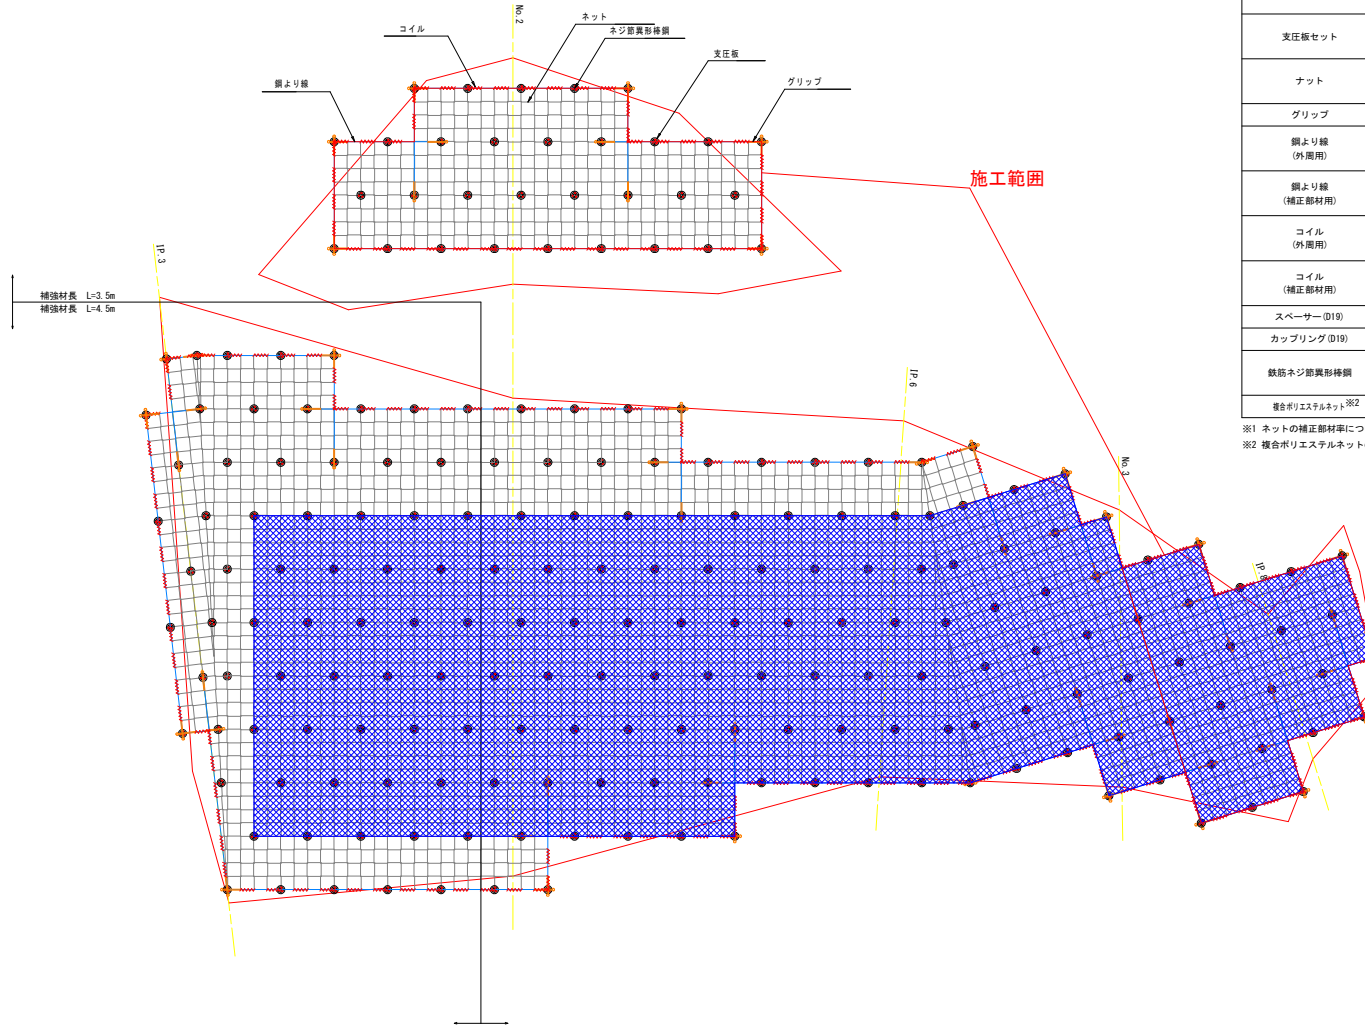 No.2
コイル
ネット
ネジ節異形棒鋼
支圧板
鋼より線
グリップ
施工範囲
IP.3
補強材長 L=3.5m
補強材長 L=4.5m
IP.6
No.3
支圧板セット
ナット
グリップ
鋼より線
(外周用)
鋼より線
(補正部材用)
コイル
(外周用)
コイル
(補正部材用)
スペーサー(D19)
カップリング(D19)
鉄筋ネジ節異形棒鋼
複合ポリエステルネット※2
※1 ネットの補正部材率につ
※2 複合ポリエステルネット